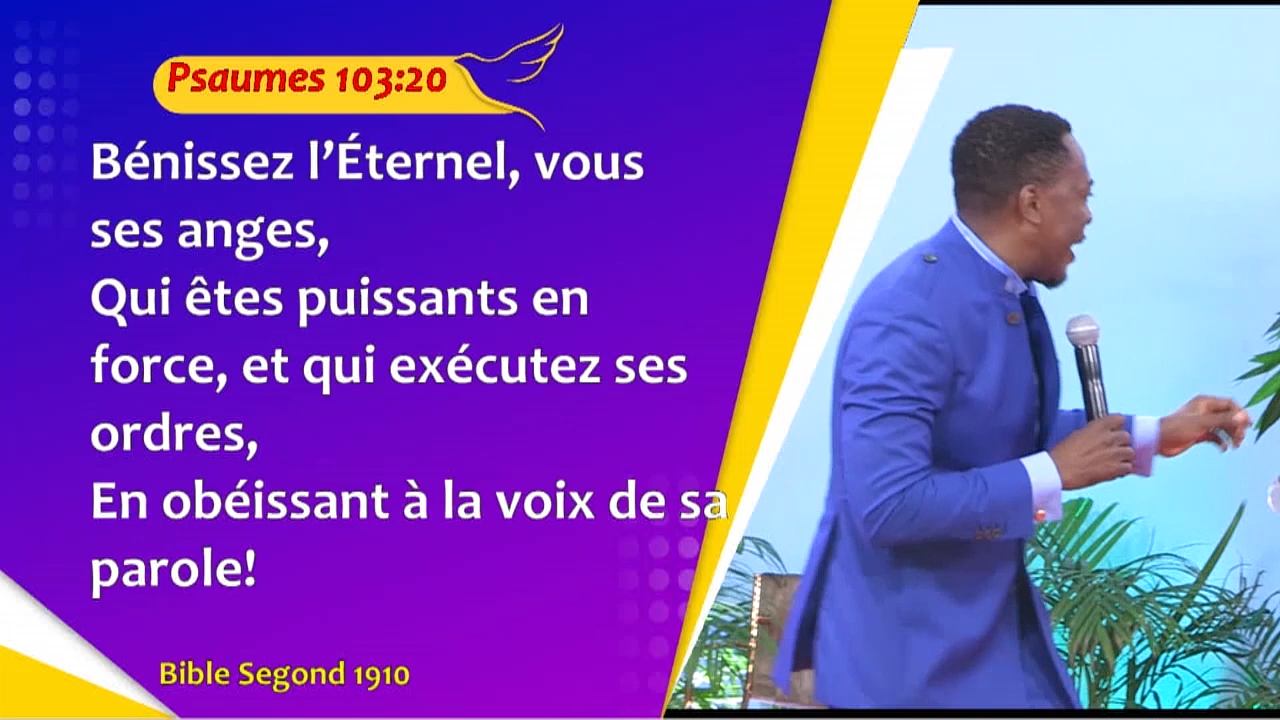 Psaumes 103:20
Bénissez l’Éternel, vous
ses anges,
Qui êtes puissants en
force, et qui exécutez ses
ordres,
En obéissant à la voix de sa
parole!
Bible Segond 1910